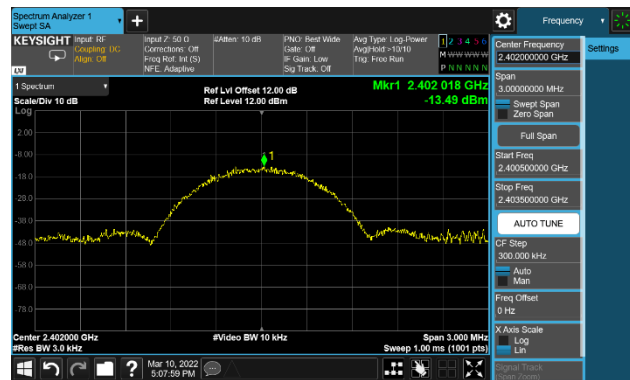 Spectrum Analyzer 1
Swept SA
+
Frequency
KEYSIGHT
Input: RF
Coupling: DC
Align: Off
Input Z: 50 Ω
Corrections: Off
Freq Ref: Int (S)
NFE: Adaptive
#Atten: 10 dB
PNO: Best Wide
Gate: Off
IF Gain: Low
Sig Track: Off
Avg Type: Log-Power
Avg|Hold:>10/10
Trig: Free Run
1 2 3 4 5 6
M W W W W W
P N N N N N
LXI
1 Spectrum
Scale/Div 10 dB
Log
Ref Lvl Offset 12.00 dB
Ref Level 12.00 dBm
Mkr1 2.402 018 GHz
-13.49 dBm
2.00
-8.00
-18.0
-28.0
-38.0
-48.0
-58.0
-68.0
-78.0
1
Center 2.402000 GHz
#Res BW 3.0 kHz
#Video BW 10 kHz
Span 3.000 MHz
Sweep 1.00 ms (1001 pts)
Center Frequency
2.402000000 GHz
Settings
Span
3.00000000 MHz
Swept Span
Zero Span
Full Span
Start Freq
2.400500000 GHz
Stop Freq
2.403500000 GHz
AUTO TUNE
CF Step
300.000 kHz
Auto
Man
Freq Offset
0 Hz
X Axis Scale
Log
Lin
Signal Track
(Span Zoom)
?
Mar 10, 2022
5:07:59 PM